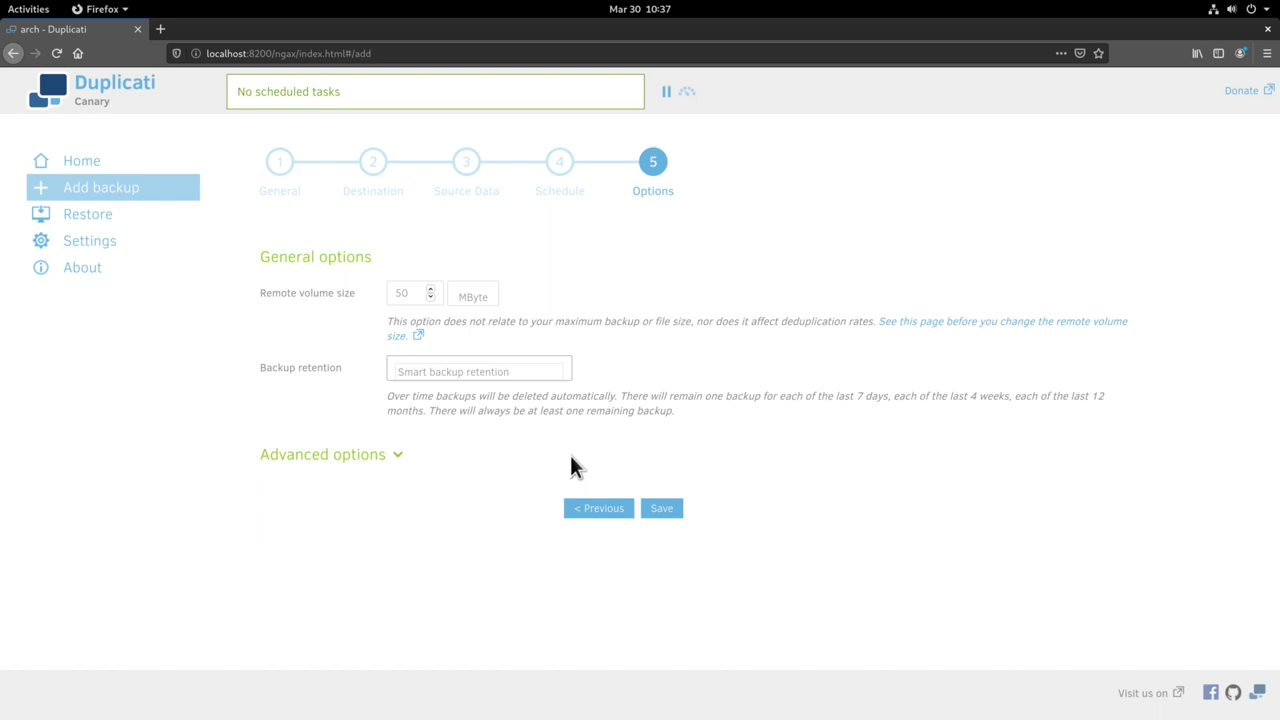 Activities Firefox Mar 30 10:37
arch - Duplicati
localhost:8200/ngax/index.html#/add
Duplicati
Canary
No scheduled tasks
Donate
Home
Add backup
Restore
Settings
About
1 2 3 4 5
General Destination Source Data Schedule Options
General options
Remote volume size 50 MByte
This option does not relate to your maximum backup or file size, nor does it affect deduplication rates. See this page before you change the remote volume
size.
Backup retention Smart backup retention
Over time backups will be deleted automatically. There will remain one backup for each of the last 7 days, each of the last 4 weeks, each of the last 12
months. There will always be at least one remaining backup.
Advanced options
< Previous Save
Visit us on